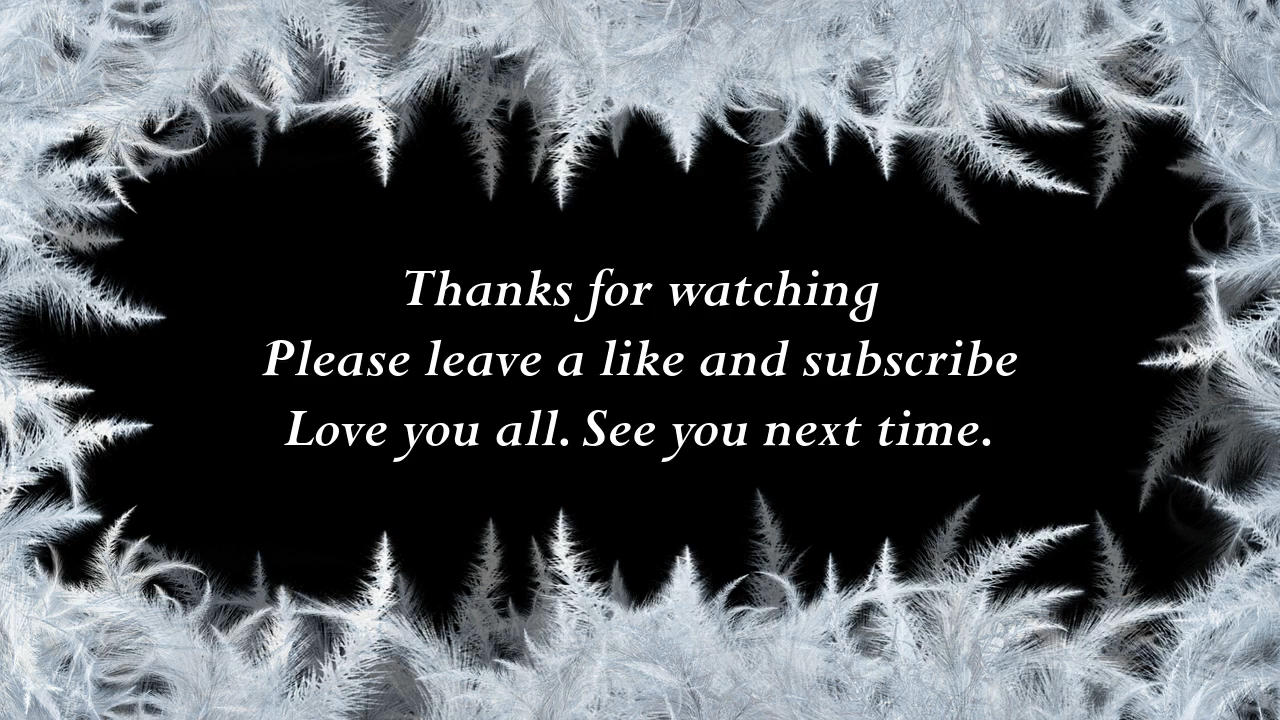 Thanks for watching
Please leave a like and subscribe
Love you all. See you next time.